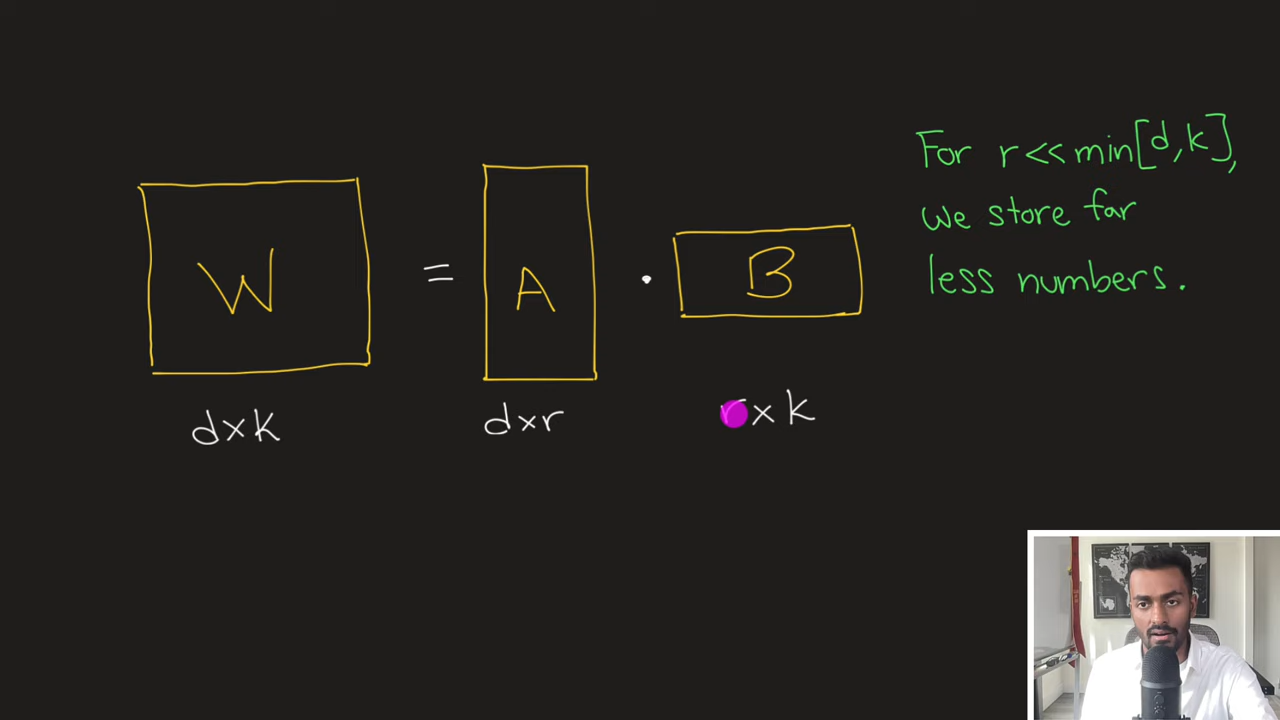 W = A · B
d×k d×r r×k
For r<<min[d,k],
we store far
less numbers.